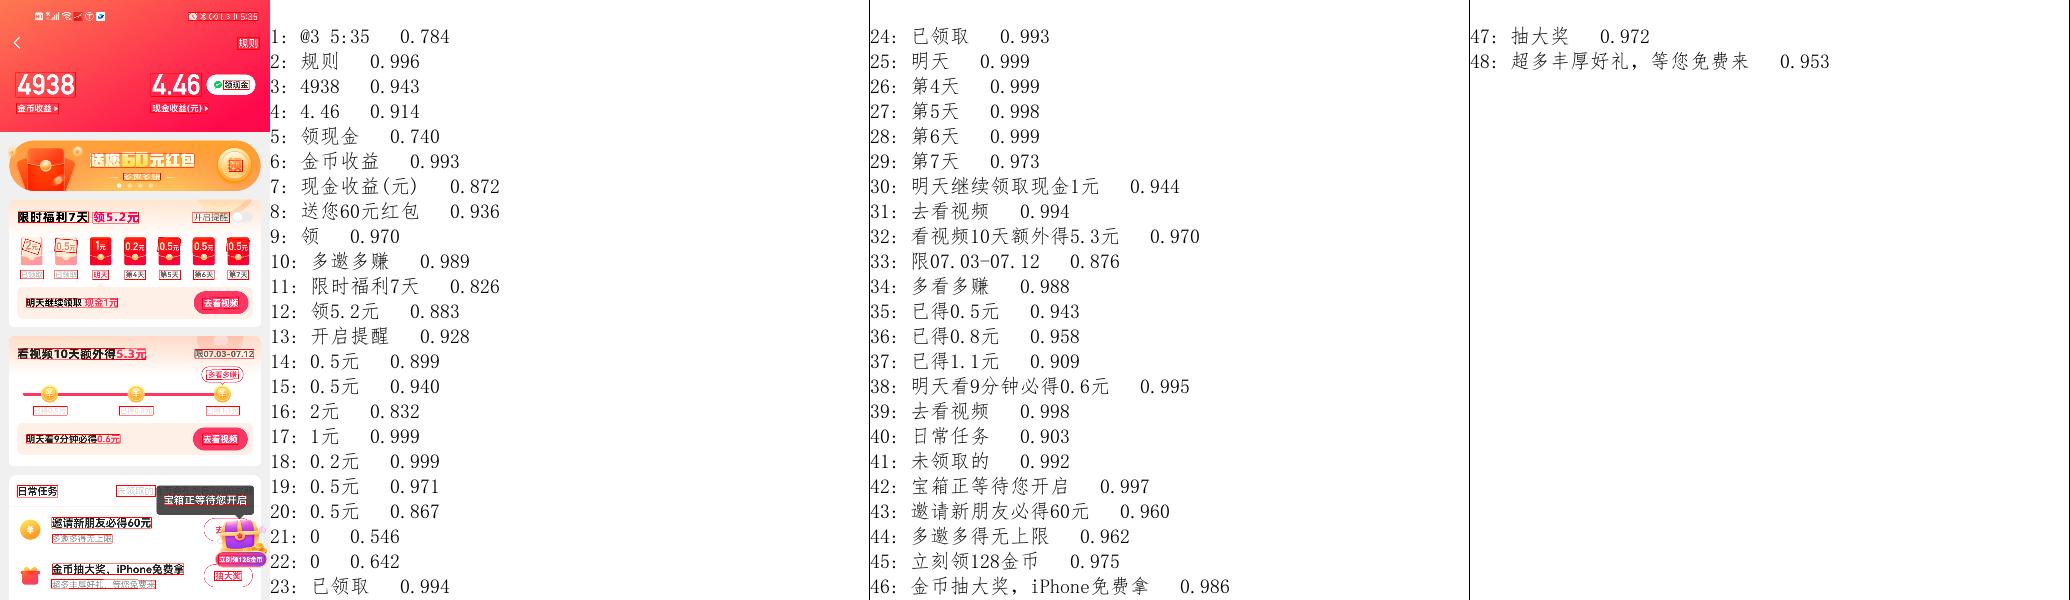 5:35
规则
4938
4.46
领现金
金币收益
现金收益(元)
送您60元红包
领
多邀多赚
限时福利7天 领5.2元
开启提醒
2元 0.5元 1元 0.2元 0.5元 0.5元 0.5元
已领取 已领取 明天 第4天 第5天 第6天 第7天
明天继续领取 现金1元
去看视频
看视频10天额外得5.3元
限07.03-07.12
多看多赚
已得0.5元 已得0.8元 已得1.1元
明天看9分钟必得0.6元
去看视频
日常任务
未领取的
宝箱正等待您开启
邀请新朋友必得60元
多邀多得无上限
立刻领128金币
金币抽大奖，iPhone免费拿
抽大奖
超多丰厚好礼，等您免费来
1: @3 5:35 0.784
2: 规则 0.996
3: 4938 0.943
4: 4.46 0.914
5: 领现金 0.740
6: 金币收益 0.993
7: 现金收益(元) 0.872
8: 送您60元红包 0.936
9: 领 0.970
10: 多邀多赚 0.989
11: 限时福利7天 0.826
12: 领5.2元 0.883
13: 开启提醒 0.928
14: 0.5元 0.899
15: 0.5元 0.940
16: 2元 0.832
17: 1元 0.999
18: 0.2元 0.999
19: 0.5元 0.971
20: 0.5元 0.867
21: 0 0.546
22: 0 0.642
23: 已领取 0.994
24: 已领取 0.993
25: 明天 0.999
26: 第4天 0.999
27: 第5天 0.998
28: 第6天 0.999
29: 第7天 0.973
30: 明天继续领取现金1元 0.944
31: 去看视频 0.994
32: 看视频10天额外得5.3元 0.970
33: 限07.03-07.12 0.876
34: 多看多赚 0.988
35: 已得0.5元 0.943
36: 已得0.8元 0.958
37: 已得1.1元 0.909
38: 明天看9分钟必得0.6元 0.995
39: 去看视频 0.998
40: 日常任务 0.903
41: 未领取的 0.992
42: 宝箱正等待您开启 0.997
43: 邀请新朋友必得60元 0.960
44: 多邀多得无上限 0.962
45: 立刻领128金币 0.975
46: 金币抽大奖，iPhone免费拿 0.986
47: 抽大奖 0.972
48: 超多丰厚好礼，等您免费来 0.953